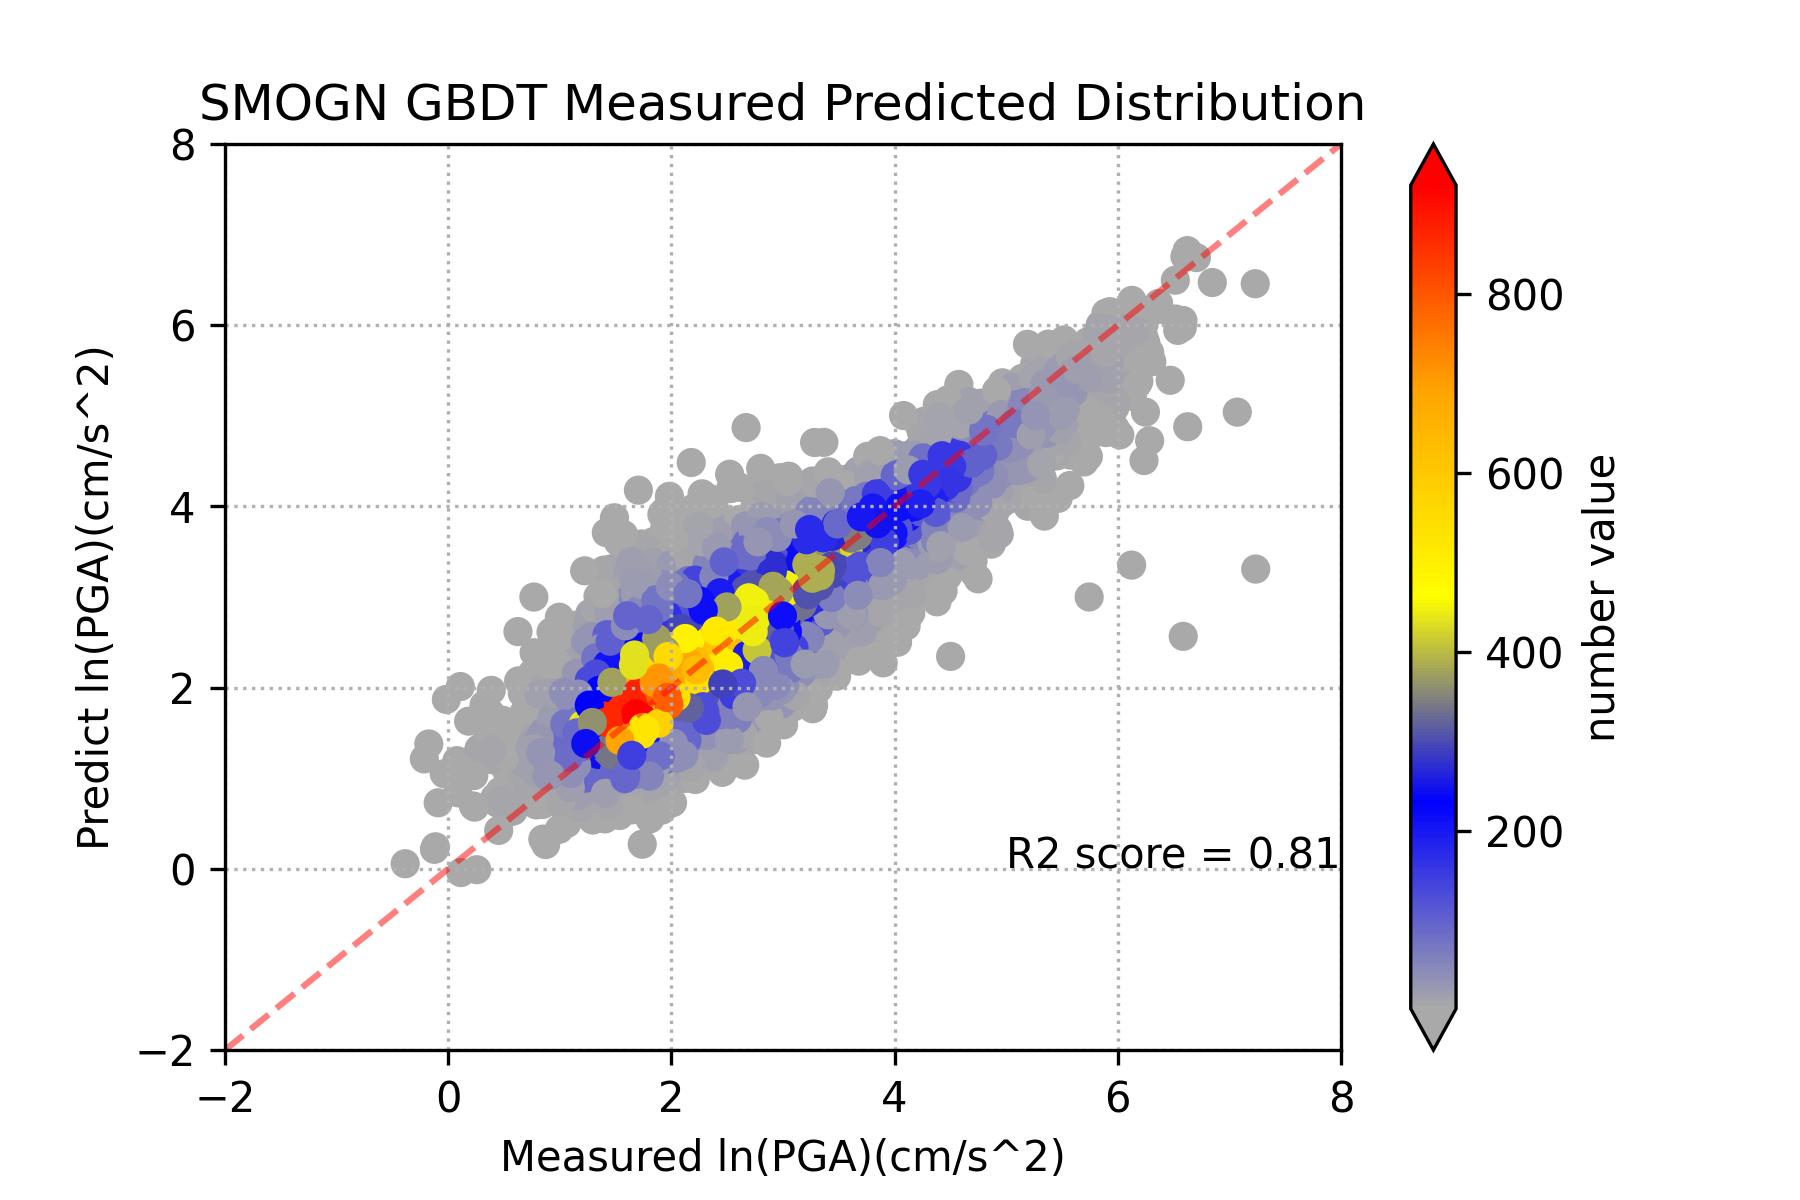 SMOGN GBDT Measured Predicted Distribution
8
6
4
2
0
−2
−2 0 2 4 6 8
Predict ln(PGA)(cm/s^2)
Measured ln(PGA)(cm/s^2)
R2 score = 0.81
800
600
400
200
number value